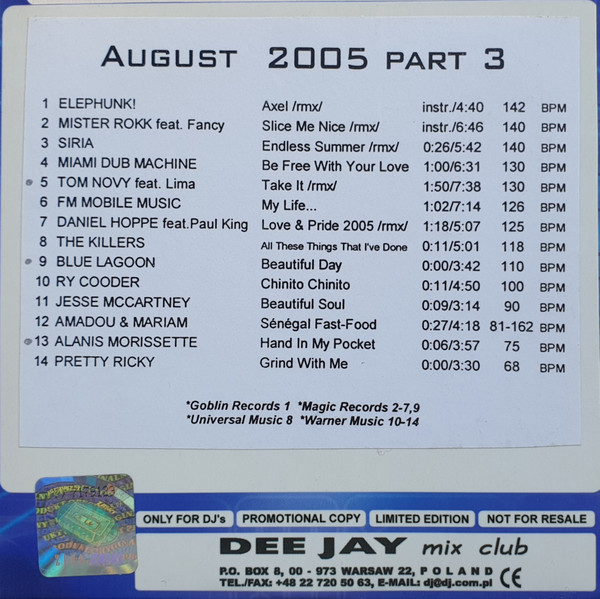 AUGUST 2005 PART 3
1 ELEPHUNK! Axel /rmx/ instr./4:40 142 BPM
2 MISTER ROKK feat. Fancy Slice Me Nice /rmx/ instr./6:46 140 BPM
3 SIRIA Endless Summer /rmx/ 0:26/5:42 140 BPM
4 MIAMI DUB MACHINE Be Free With Your Love 1:00/6:31 130 BPM
5 TOM NOVY feat. Lima Take It /rmx/ 1:50/7:38 130 BPM
6 FM MOBILE MUSIC My Life... 1:02/7:14 126 BPM
7 DANIEL HOPPE feat.Paul King Love & Pride 2005 /rmx/ 1:18/5:07 125 BPM
8 THE KILLERS All These Things That I've Done 0:11/5:01 118 BPM
9 BLUE LAGOON Beautiful Day 0:00/3:42 110 BPM
10 RY COODER Chinito Chinito 0:11/4:50 100 BPM
11 JESSE MCCARTNEY Beautiful Soul 0:09/3:14 90 BPM
12 AMADOU & MARIAM Sénégal Fast-Food 0:27/4:18 81-162 BPM
13 ALANIS MORISSETTE Hand In My Pocket 0:06/3:57 75 BPM
14 PRETTY RICKY Grind With Me 0:00/3:30 68 BPM
*Goblin Records 1 *Magic Records 2-7,9
*Universal Music 8 *Warner Music 10-14
ONLY FOR DJ's PROMOTIONAL COPY LIMITED EDITION NOT FOR RESALE
DEE JAY mix club
P.O. BOX 8, 00 - 973 WARSAW 22, POLAND
TEL./FAX: +48 22 720 50 63, E-MAIL: dj@dj.com.pl CE